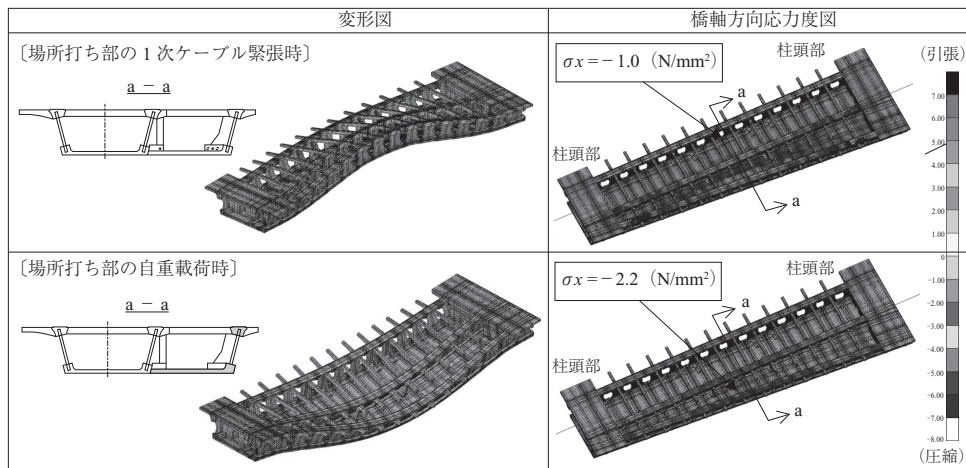 変形図
橋軸方向応力度図
〔場所打ち部の1次ケーブル緊張時〕
a － a
σx＝－1.0（N/mm²）
柱頭部
a
柱頭部
a
(引張)
7.00
6.00
5.00
4.00
3.00
2.00
1.00
〔場所打ち部の自重載荷時〕
a － a
σx＝－2.2（N/mm²）
柱頭部
a
柱頭部
a
0
－1.00
－2.00
－3.00
－4.00
－5.00
－6.00
－7.00
－8.00
(圧縮)